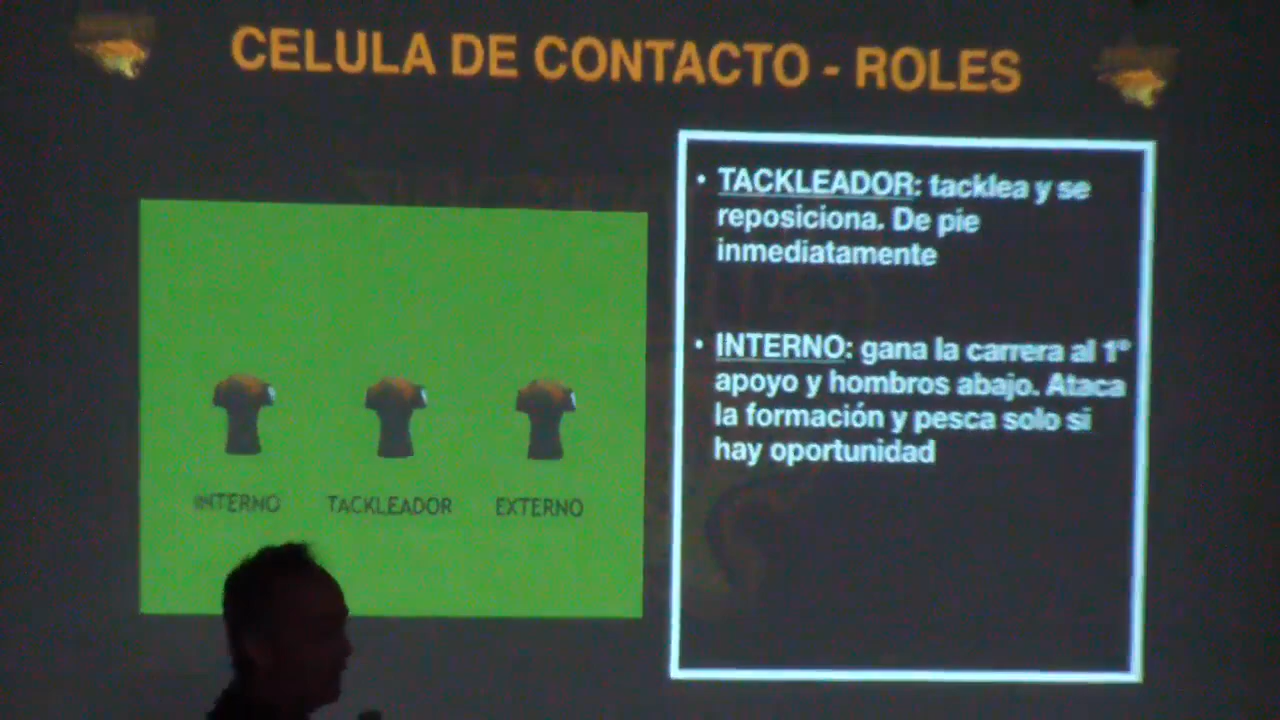 CELULA DE CONTACTO - ROLES
• TACKLEADOR: tacklea y se
reposiciona. De pie
inmediatamente
• INTERNO: gana la carrera al 1º
apoyo y hombros abajo. Ataca
la formación y pesca solo si
hay oportunidad
INTERNO TACKLEADOR EXTERNO